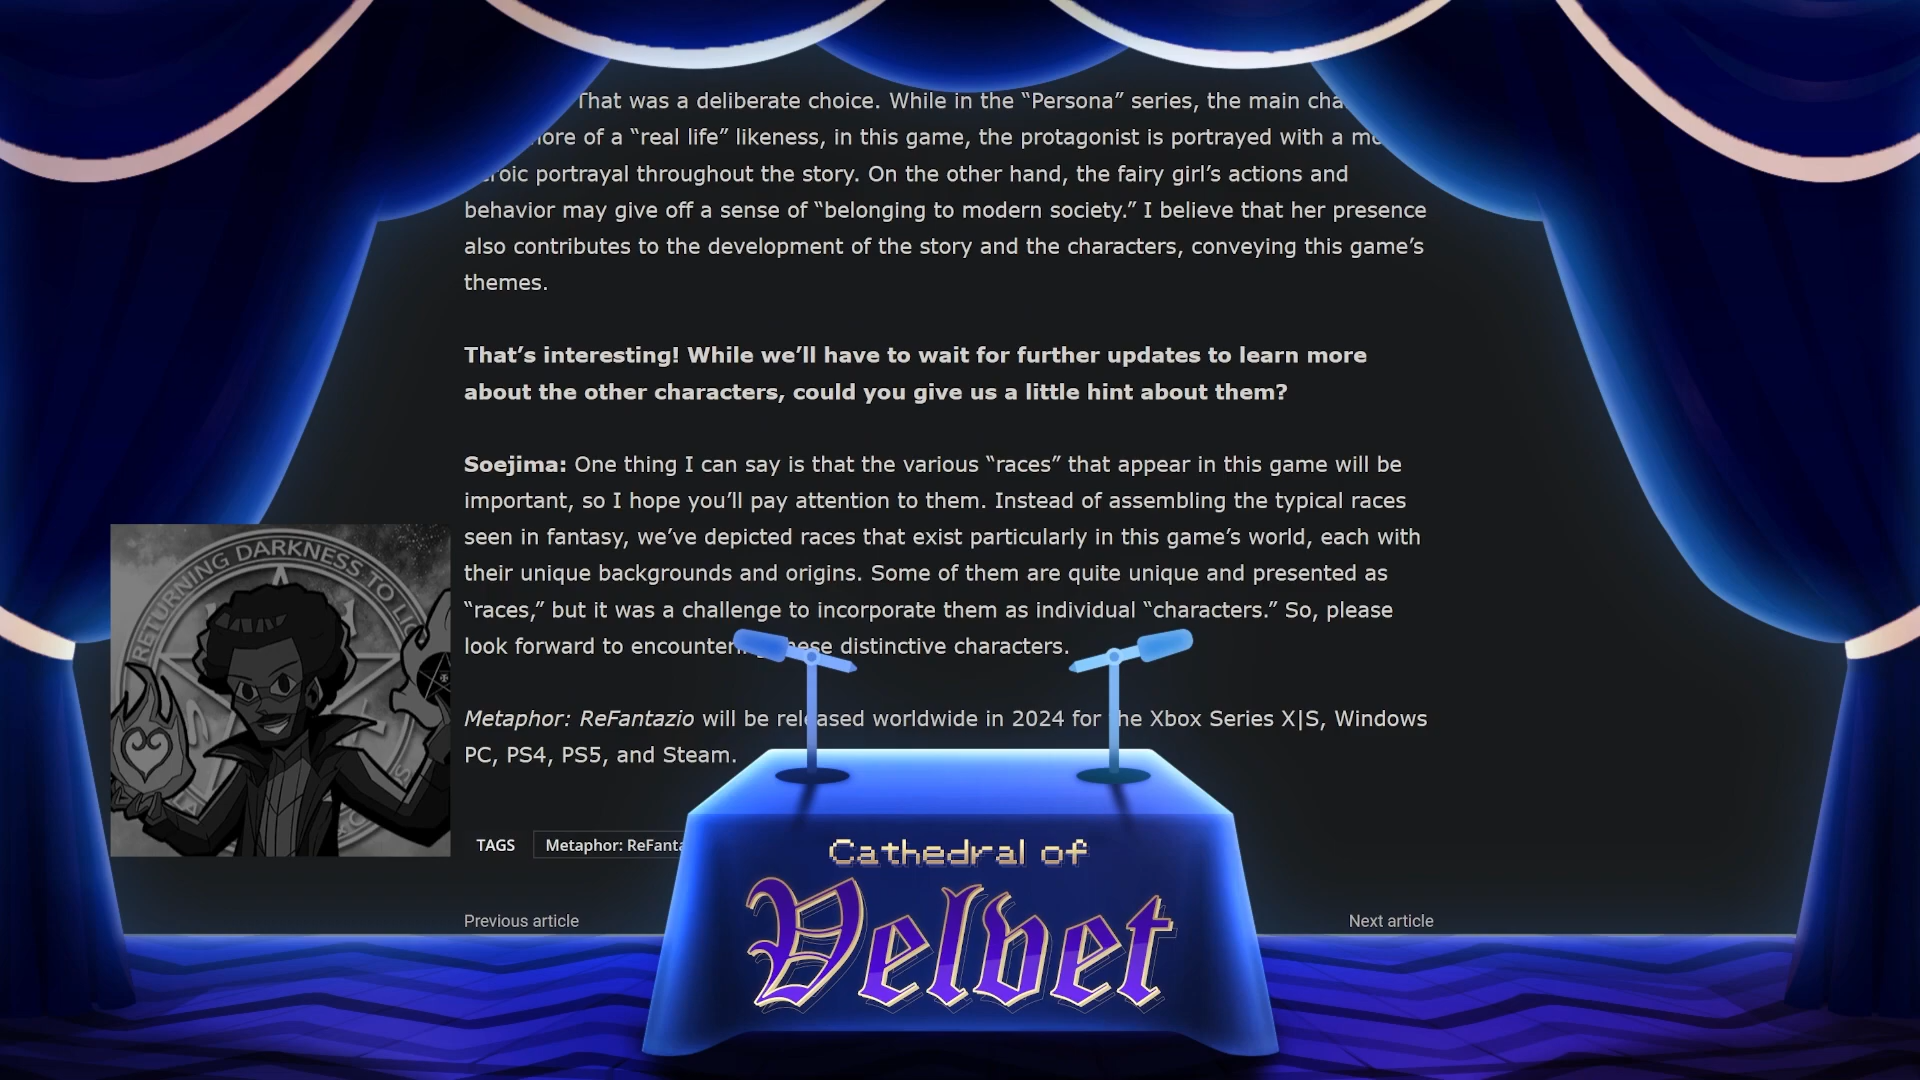 That was a deliberate choice. While in the “Persona” series, the main
of a “real life” likeness, in this game, the protagonist is portrayed with a
portrayal throughout the story. On the other hand, the fairy girl’s actions and
behavior may give off a sense of “belonging to modern society.” I believe that her presence
also contributes to the development of the story and the characters, conveying this game’s
themes.
That’s interesting! While we’ll have to wait for further updates to learn more
about the other characters, could you give us a little hint about them?
Soejima: One thing I can say is that the various “races” that appear in this game will be
important, so I hope you’ll pay attention to them. Instead of assembling the typical races
seen in fantasy, we’ve depicted races that exist particularly in this game’s world, each with
their unique backgrounds and origins. Some of them are quite unique and presented as
“races,” but it was a challenge to incorporate them as individual “characters.” So, please
look forward to distinctive characters.
Metaphor: ReFantazio will be released worldwide in 2024 for the Xbox Series X|S, Windows
PC, PS4, PS5, and Steam.
RETURNING DARKNESS TO
TAGS Metaphor:
Cathedral of
Velvet
Previous article
Next article